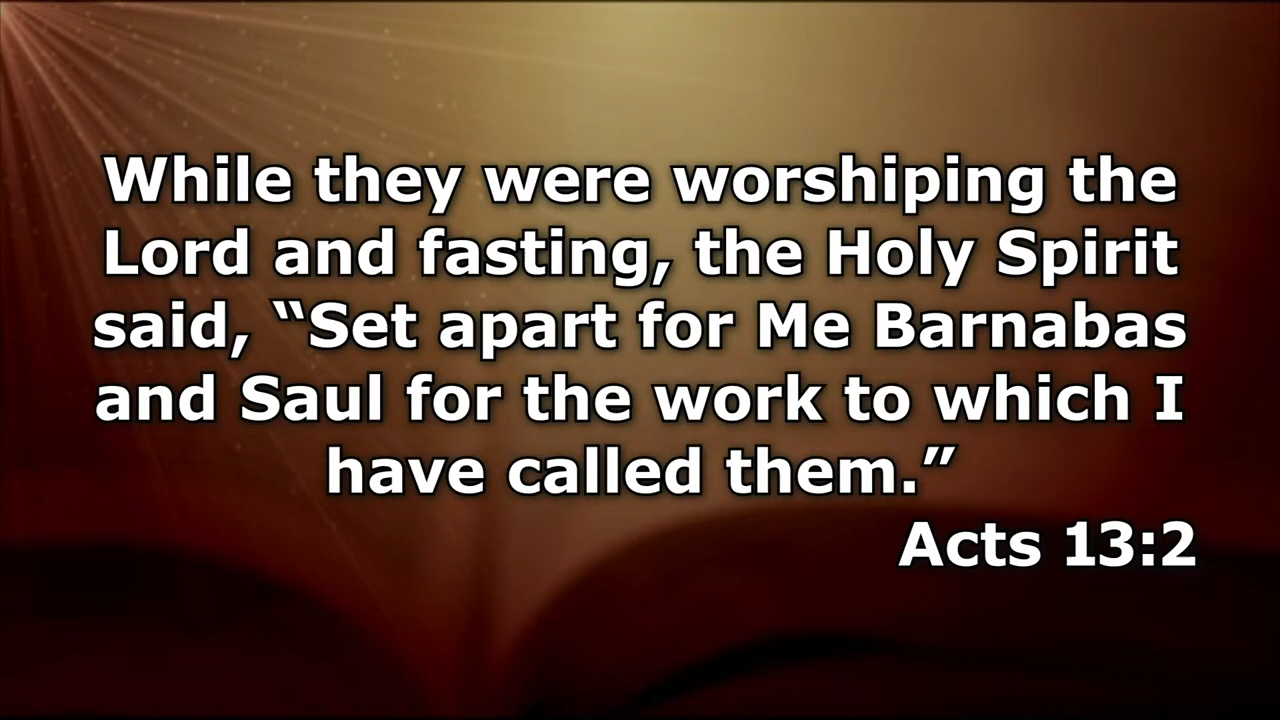 While they were worshiping the
Lord and fasting, the Holy Spirit
said, “Set apart for Me Barnabas
and Saul for the work to which I
have called them.”
Acts 13:2